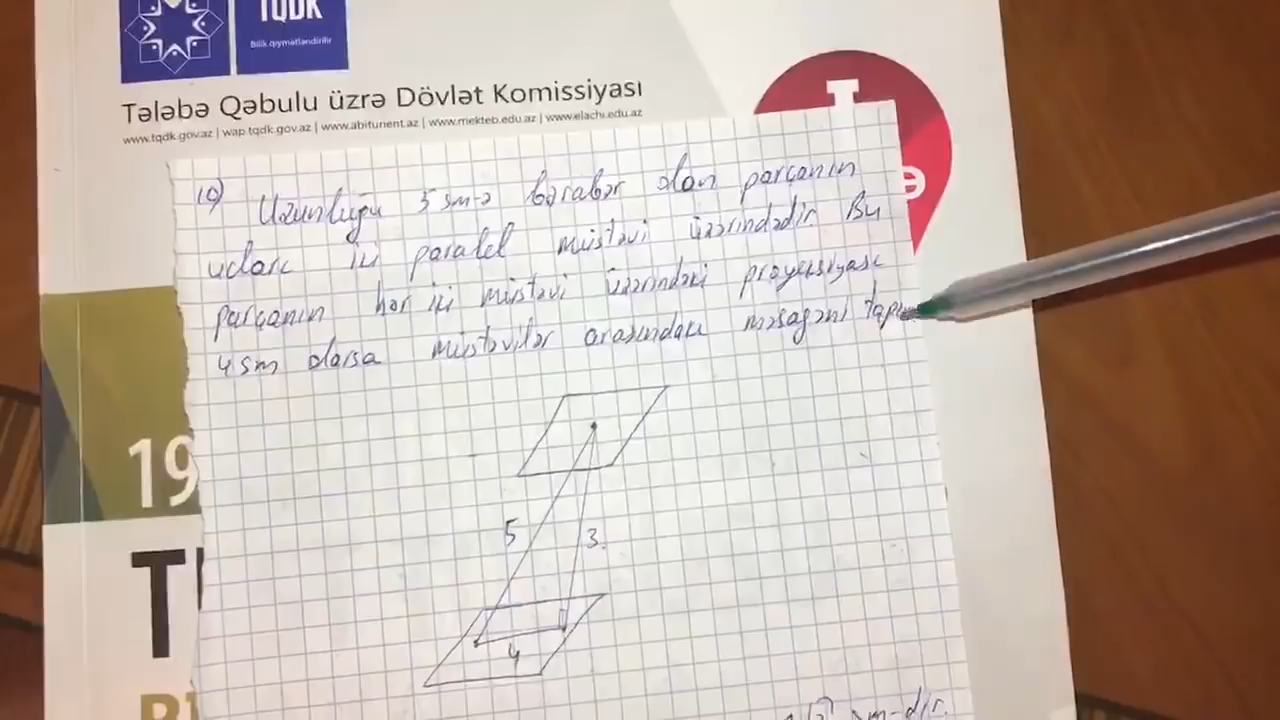 TQDK
Bilik qiymətləndirilir
Tələbə Qəbulu üzrə Dövlət Komissiyası
www.tqdk.gov.az | wap.tqdk.gov.az | www.abiturient.az | www.mekteb.edu.az | www.elachi.edu.az
ə
10) Uzunluğu 5 sm-ə bərabər olan parçanın
ucları iki paralel müstəvi üzərindədir. Bu
parçanın hər iki müstəvi üzərindəki proyeksiyası
4 sm olarsa müstəvilər arasındakı məsafəni
19
5
3
4
T
sm-dir.